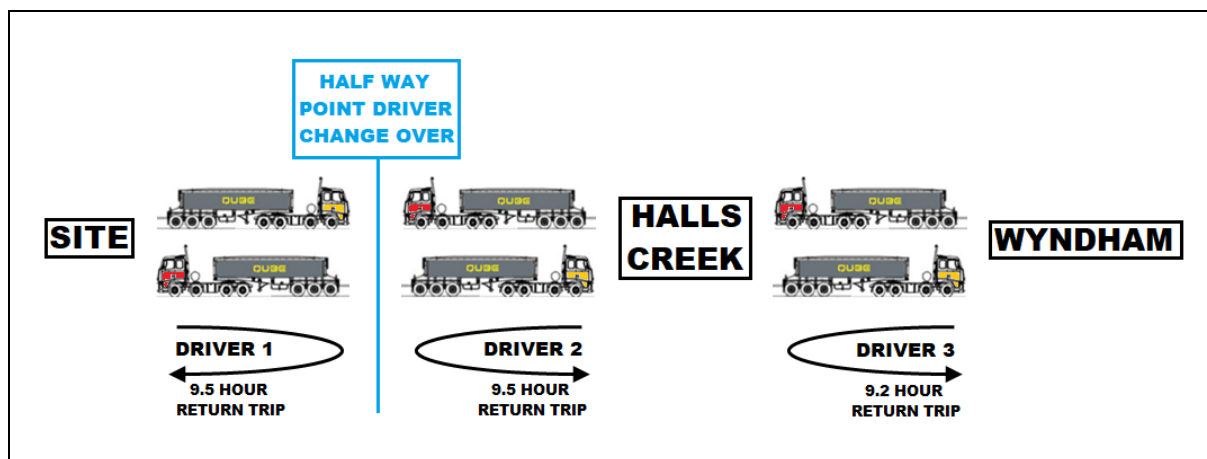 HALF WAY
POINT DRIVER
CHANGE OVER
QUBE
QUBE
QUBE
SITE
HALLS
CREEK
WYNDHAM
QUBE
QUBE
QUBE
DRIVER 1
DRIVER 2
DRIVER 3
9.5 HOUR
RETURN TRIP
9.5 HOUR
RETURN TRIP
9.2 HOUR
RETURN TRIP